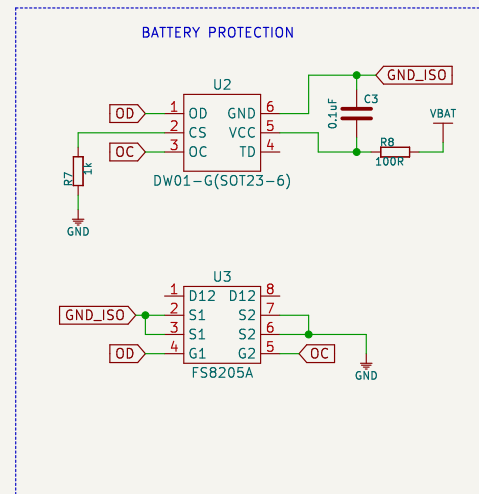 BATTERY PROTECTION
U2
GND_ISO
OD
1
OD
GND
6
C3
0.1uF
VBAT
2
CS
VCC
5
OC
3
OC
TD
4
R8
100R
R7
1k
DW01-G(SOT23-6)
GND
U3
1
D12
D12
8
GND_ISO
2
S1
S2
7
3
S1
S2
6
OD
4
G1
G2
5
OC
FS8205A
GND